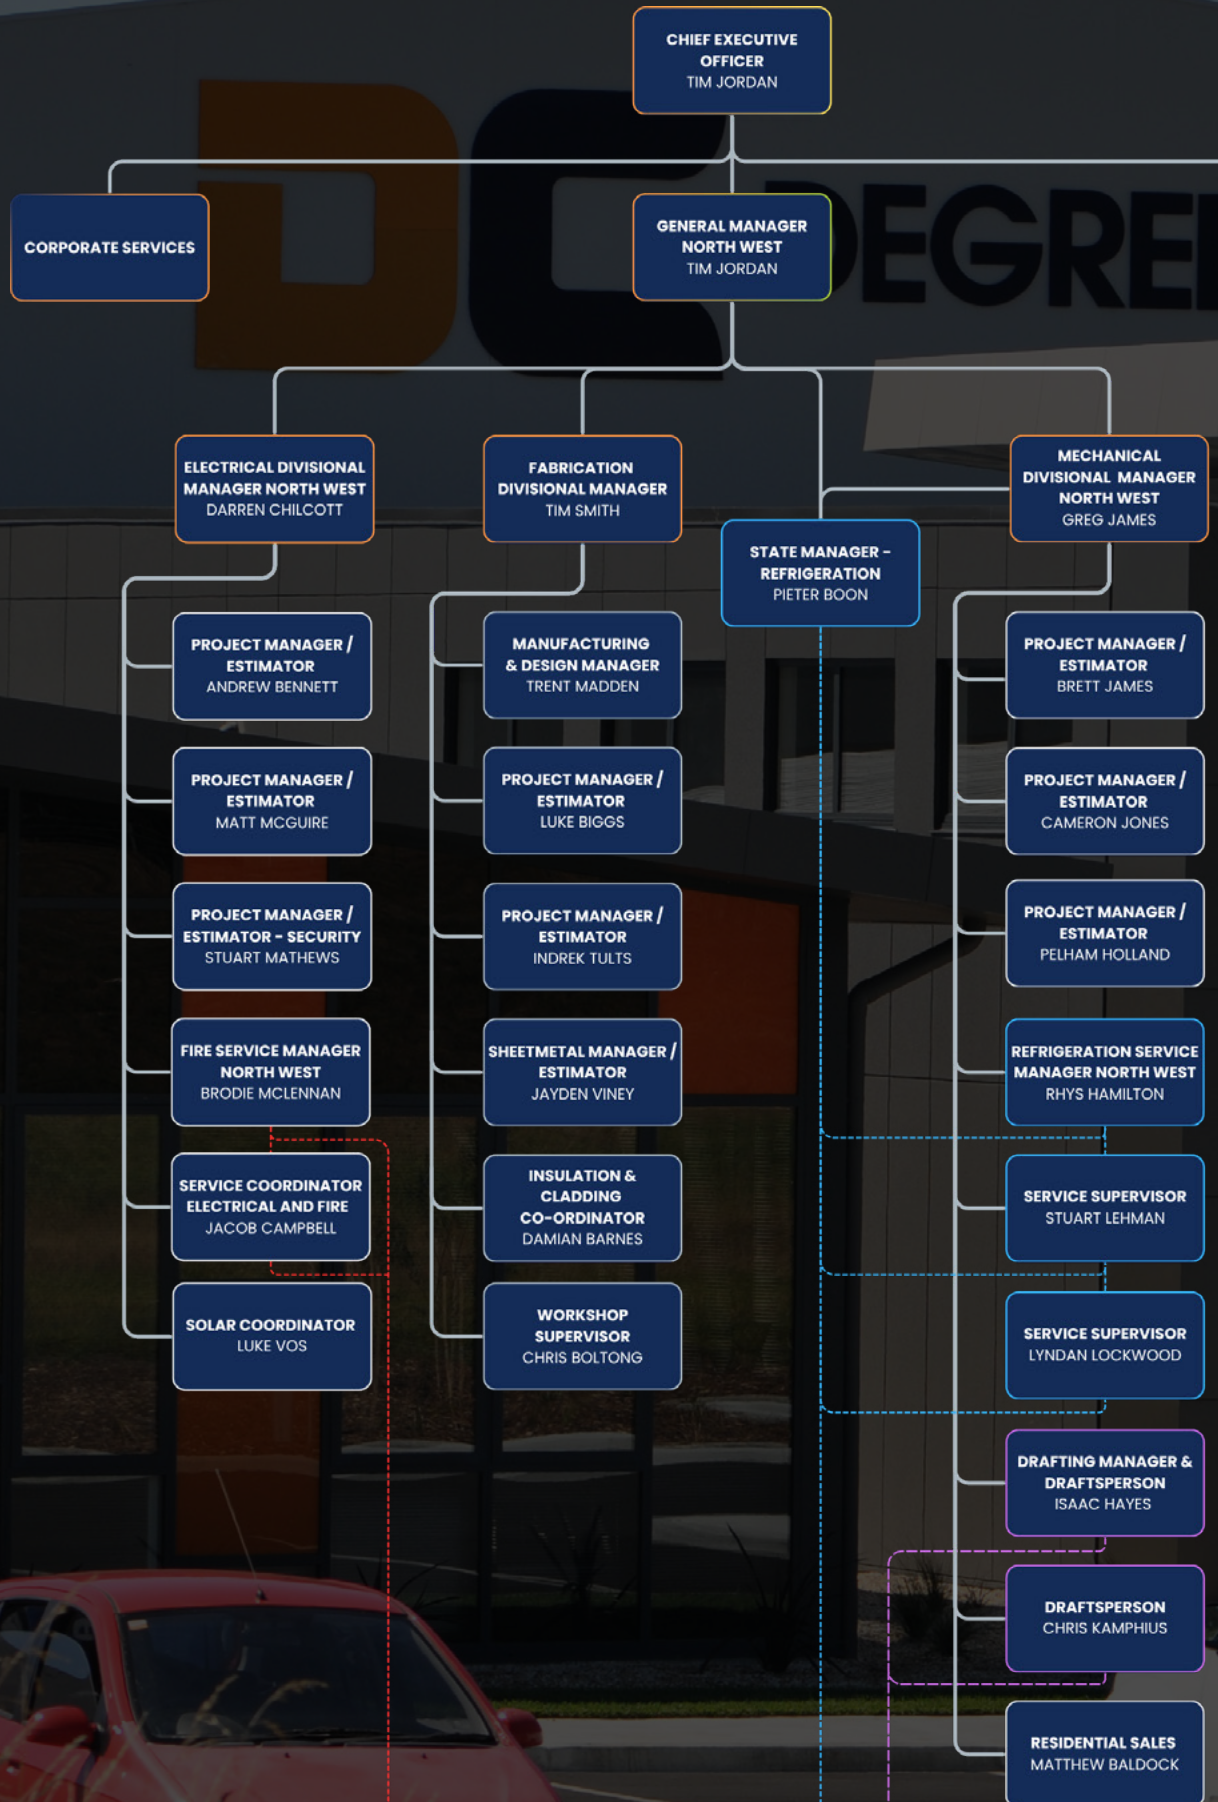 CHIEF EXECUTIVE
OFFICER
TIM JORDAN
CORPORATE SERVICES
GENERAL MANAGER
NORTH WEST
TIM JORDAN
DC DEGREE
ELECTRICAL DIVISIONAL
MANAGER NORTH WEST
DARREN CHILCOTT
FABRICATION
DIVISIONAL MANAGER
TIM SMITH
STATE MANAGER -
REFRIGERATION
PIETER BOON
MECHANICAL
DIVISIONAL MANAGER
NORTH WEST
GREG JAMES
PROJECT MANAGER /
ESTIMATOR
ANDREW BENNETT
PROJECT MANAGER /
ESTIMATOR
MATT MCGUIRE
PROJECT MANAGER /
ESTIMATOR - SECURITY
STUART MATHEWS
FIRE SERVICE MANAGER
NORTH WEST
BRODIE MCLENNAN
SERVICE COORDINATOR
ELECTRICAL AND FIRE
JACOB CAMPBELL
SOLAR COORDINATOR
LUKE VOS
MANUFACTURING
& DESIGN MANAGER
TRENT MADDEN
PROJECT MANAGER /
ESTIMATOR
LUKE BIGGS
PROJECT MANAGER /
ESTIMATOR
INDREK TULTS
SHEETMETAL MANAGER /
ESTIMATOR
JAYDEN VINEY
INSULATION &
CLADDING
CO-ORDINATOR
DAMIAN BARNES
WORKSHOP
SUPERVISOR
CHRIS BOLTONG
PROJECT MANAGER /
ESTIMATOR
BRETT JAMES
PROJECT MANAGER /
ESTIMATOR
CAMERON JONES
PROJECT MANAGER /
ESTIMATOR
PELHAM HOLLAND
REFRIGERATION SERVICE
MANAGER NORTH WEST
RHYS HAMILTON
SERVICE SUPERVISOR
STUART LEHMAN
SERVICE SUPERVISOR
LYNDAN LOCKWOOD
DRAFTING MANAGER &
DRAFTSPERSON
ISAAC HAYES
DRAFTSPERSON
CHRIS KAMPHIUS
RESIDENTIAL SALES
MATTHEW BALDOCK